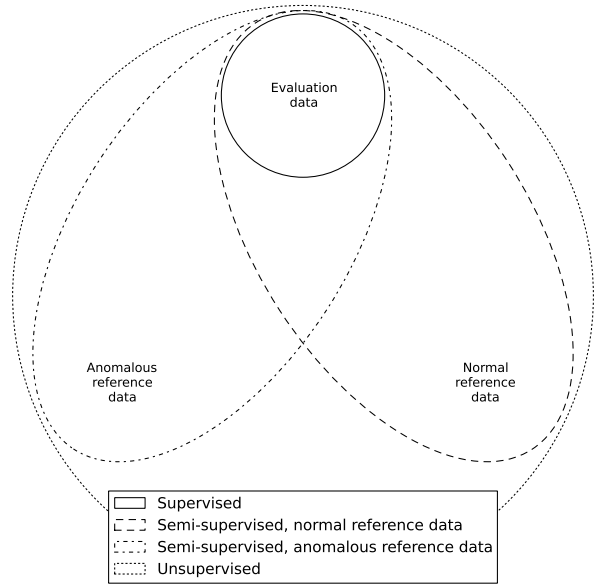 Evaluation
data
Anomalous
reference
data
Normal
reference
data
Supervised
Semi-supervised, normal reference data
Semi-supervised, anomalous reference data
Unsupervised